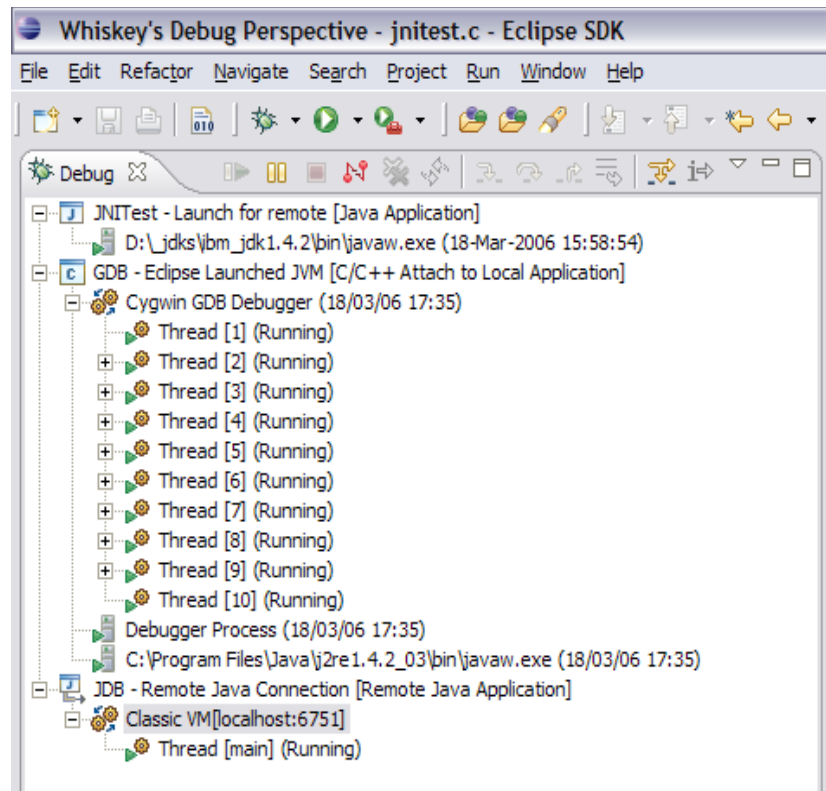 Whiskey's Debug Perspective - jnitest.c - Eclipse SDK
File Edit Refactor Navigate Search Project Run Window Help
010
Debug
JNITest - Launch for remote [Java Application]
D:\_jdks\ibm_jdk1.4.2\bin\javaw.exe (18-Mar-2006 15:58:54)
GDB - Eclipse Launched JVM [C/C++ Attach to Local Application]
Cygwin GDB Debugger (18/03/06 17:35)
Thread [1] (Running)
Thread [2] (Running)
Thread [3] (Running)
Thread [4] (Running)
Thread [5] (Running)
Thread [6] (Running)
Thread [7] (Running)
Thread [8] (Running)
Thread [9] (Running)
Thread [10] (Running)
Debugger Process (18/03/06 17:35)
C:\Program Files\Java\j2re1.4.2_03\bin\javaw.exe (18/03/06 17:35)
JDB - Remote Java Connection [Remote Java Application]
Classic VM[localhost:6751]
Thread [main] (Running)